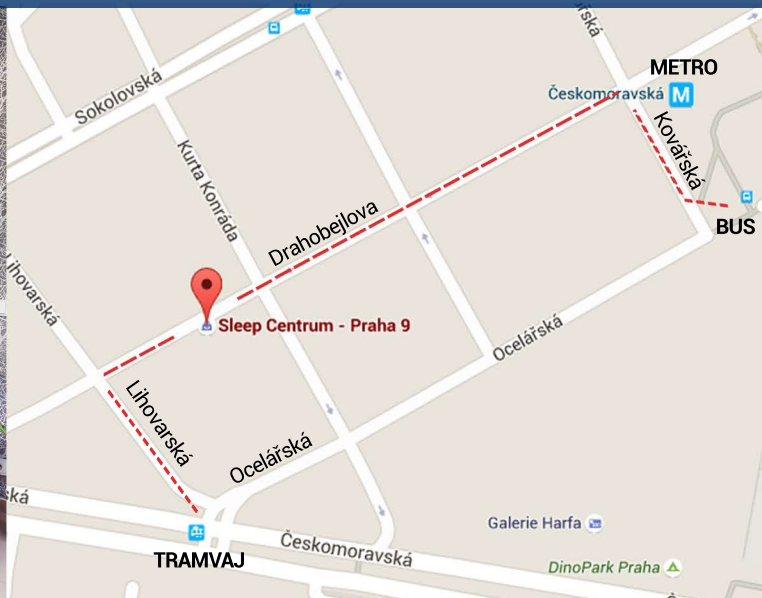 řská
METRO
Českomoravská M
Sokolovská
Kovářská
Kurta Konráda
Drahobejlova
BUS
Lihovarská
Sleep Centrum - Praha 9
Ocelářská
Lihovarská
Ocelářská
ská
Galerie Harfa
Českomoravská
TRAMVAJ
DinoPark Praha